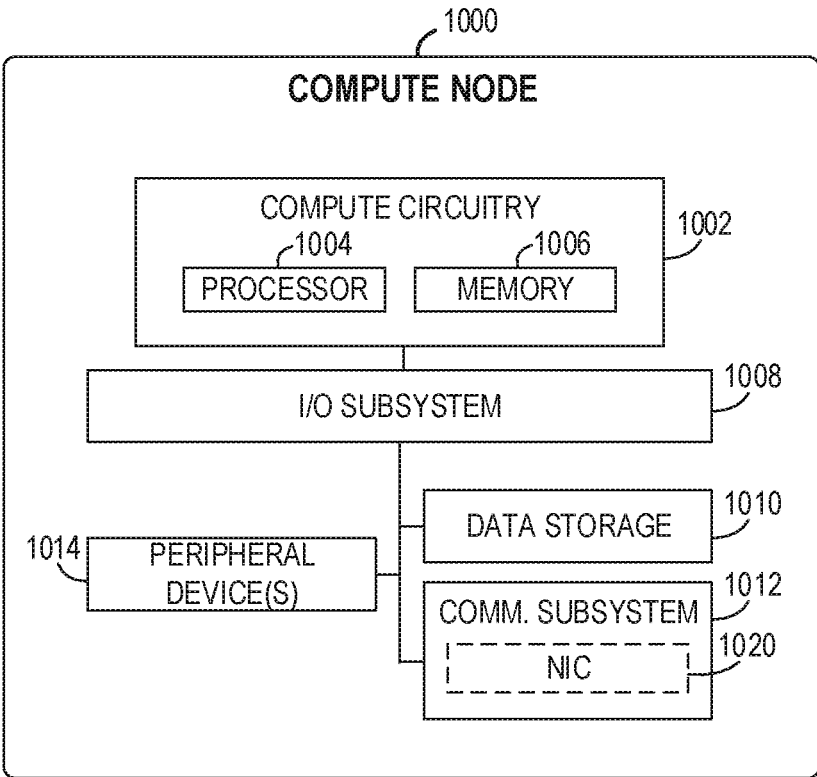 1000
COMPUTE NODE
COMPUTE CIRCUITRY
1002
1004
1006
PROCESSOR
MEMORY
1008
I/O SUBSYSTEM
1010
DATA STORAGE
1014
PERIPHERAL
DEVICE(S)
1012
COMM. SUBSYSTEM
1020
NIC